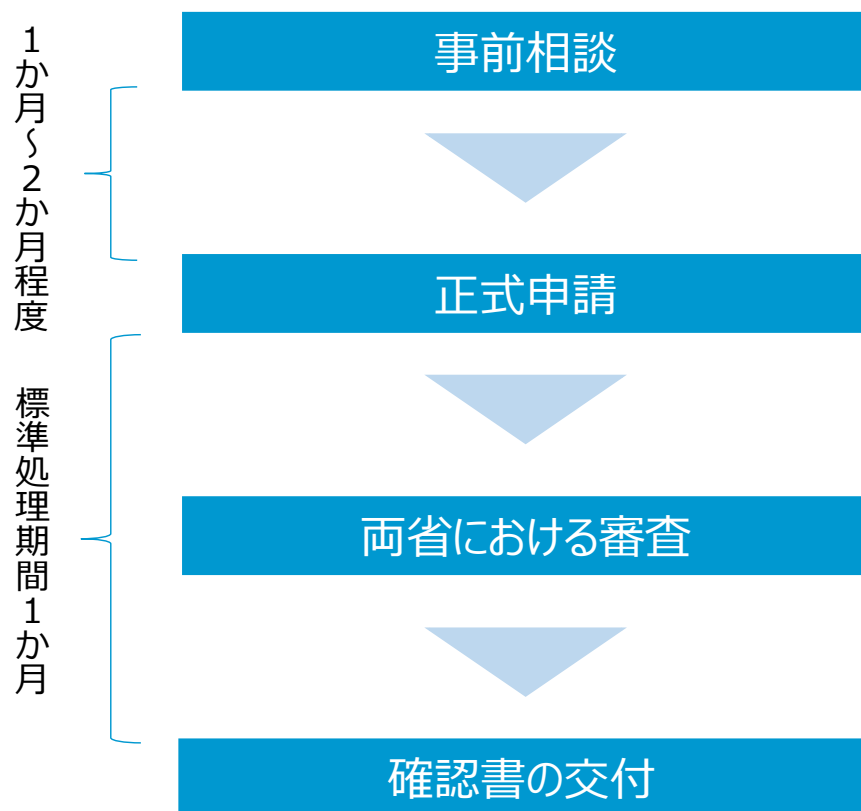 事前相談
1か月～2か月程度
正式申請
標準処理期間1か月
両省における審査
確認書の交付